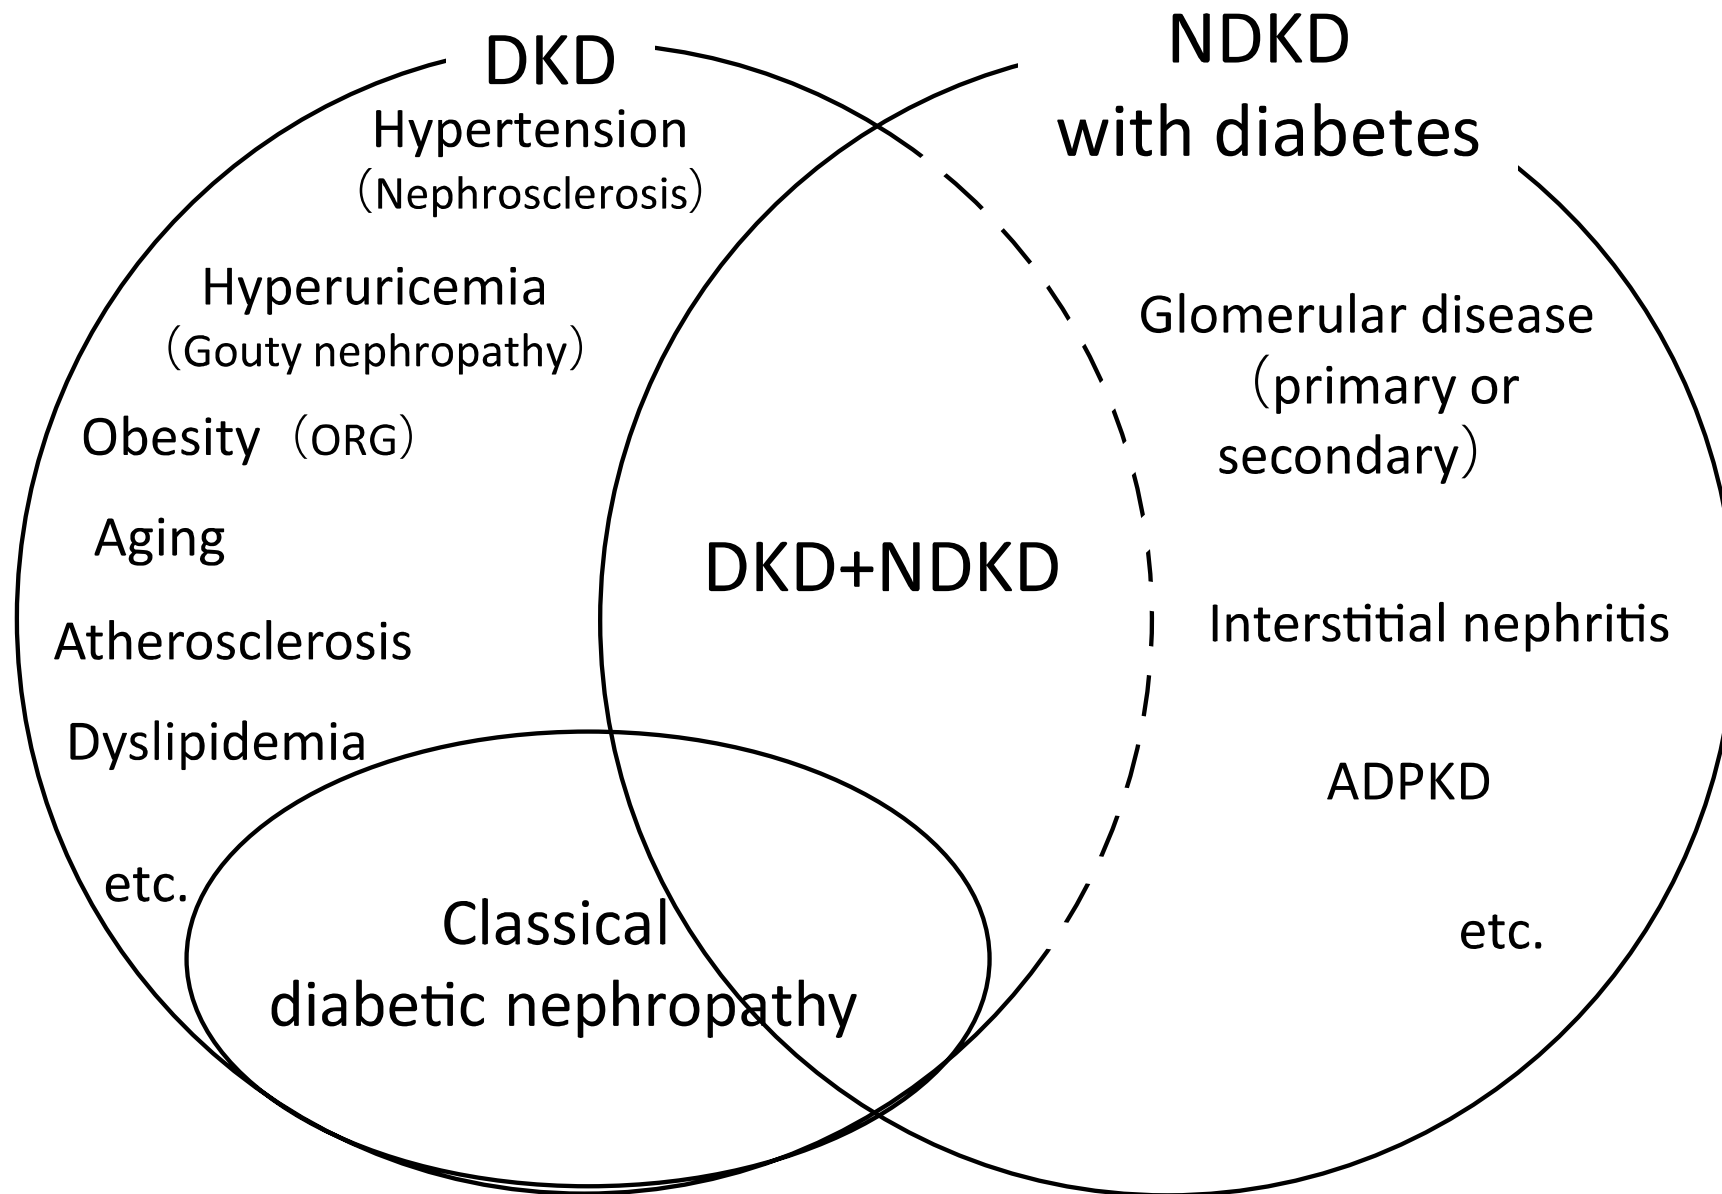 DKD
Hypertension
（Nephrosclerosis）
Hyperuricemia
（Gouty nephropathy）
Obesity（ORG）
Aging
Atherosclerosis
Dyslipidemia
etc.
Classical
diabetic nephropathy
DKD+NDKD
NDKD
with diabetes
Glomerular disease
（primary or
secondary）
Interstitial nephritis
ADPKD
etc.